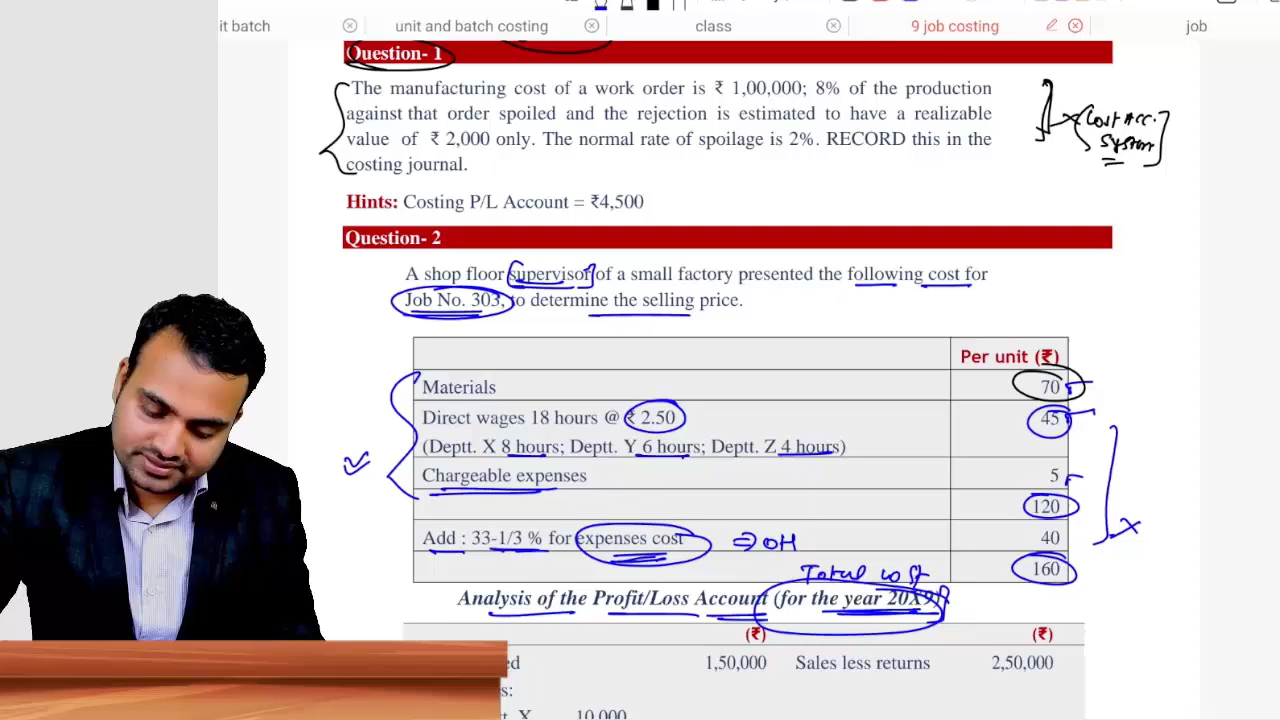 it batch
unit and batch costing
class
9 job costing
job
Question- 1
The manufacturing cost of a work order is ₹ 1,00,000; 8% of the production
against that order spoiled and the rejection is estimated to have a realizable
value of ₹ 2,000 only. The normal rate of spoilage is 2%. RECORD this in the
costing journal.
Cost Acc.
System
Hints: Costing P/L Account = ₹4,500
Question- 2
A shop floor supervisor of a small factory presented the following cost for
Job No. 303, to determine the selling price.
Per unit (₹)
Materials 70
Direct wages 18 hours @ ₹ 2.50 45
(Deptt. X 8 hours; Deptt. Y 6 hours; Deptt. Z 4 hours)
Chargeable expenses 5
120
Add : 33-1/3 % for expenses cost ⇒ OH 40
160
Total cost
Analysis of the Profit/Loss Account (for the year 20X9)
(₹) (₹)
ed 1,50,000 Sales less returns 2,50,000
s:
t. X 10,000